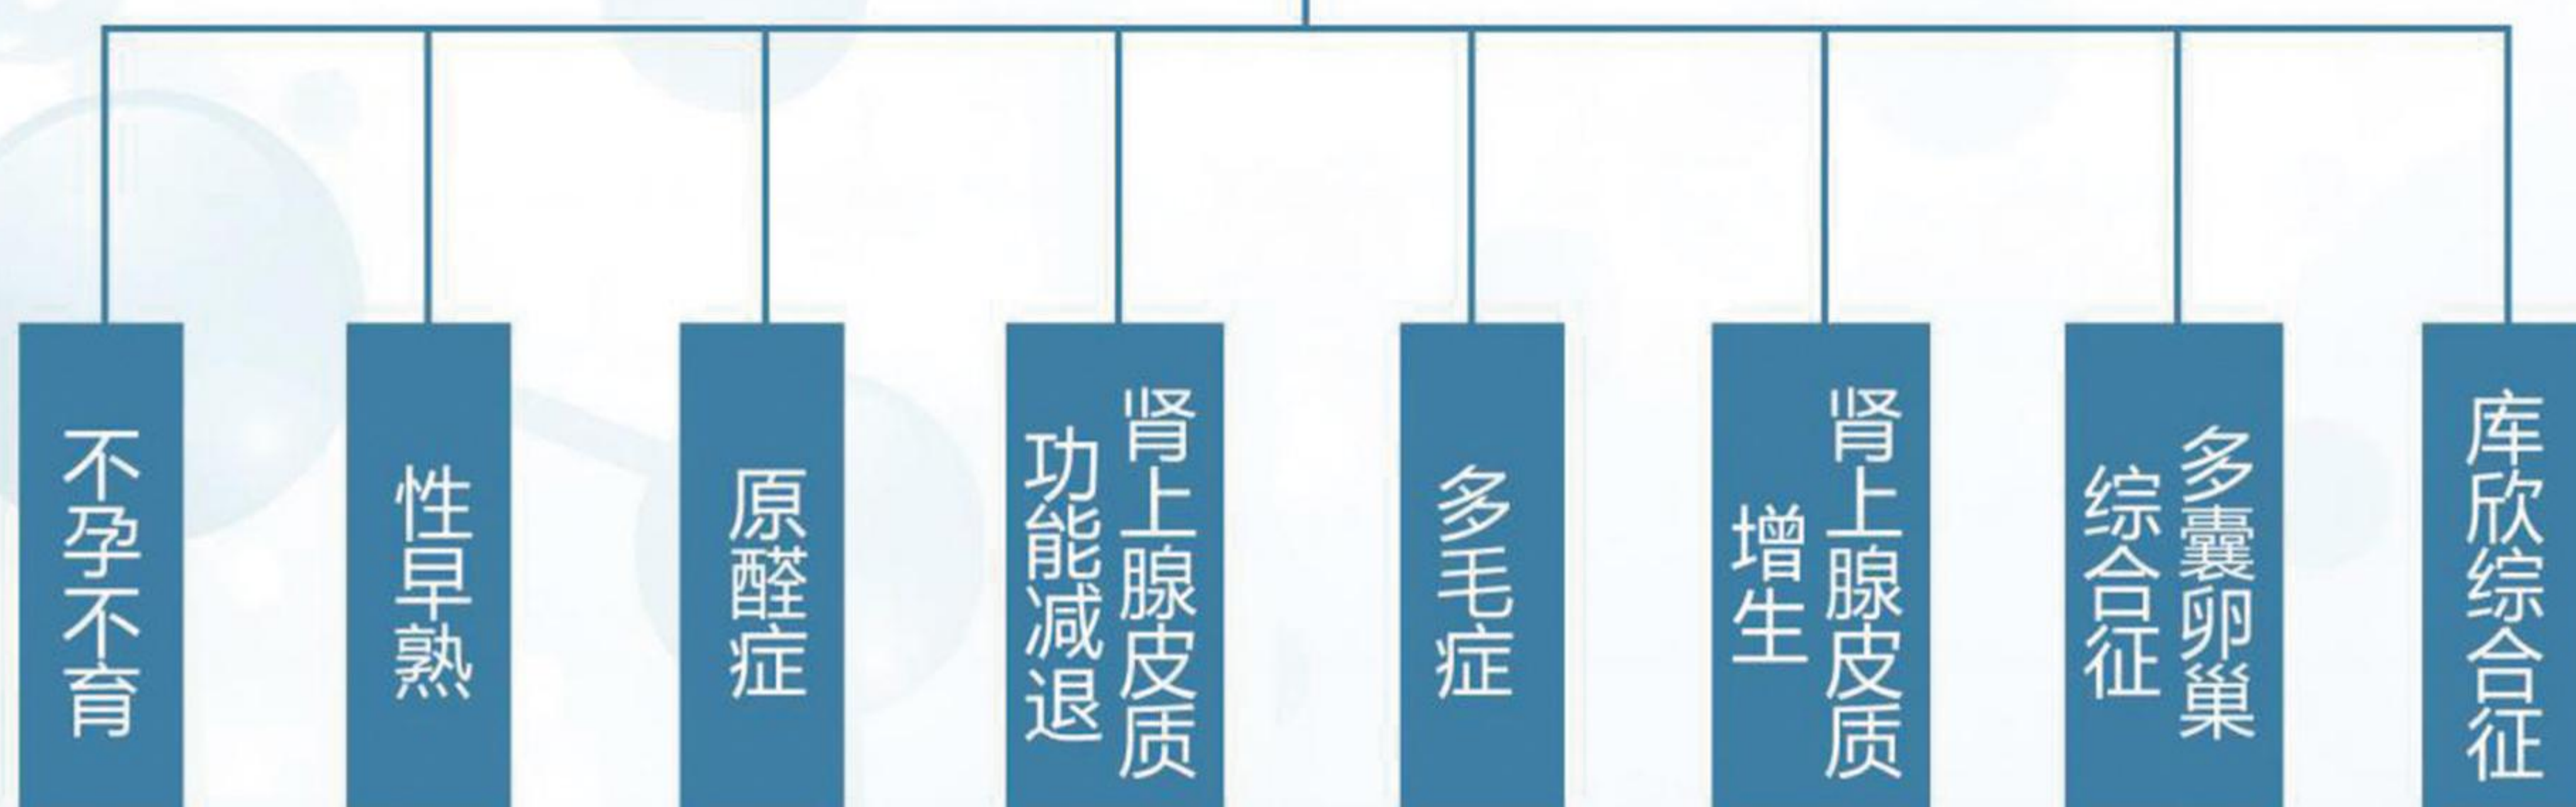 不孕不育
性早熟
原醛症
肾上腺皮质
功能减退
多毛症
肾上腺皮质
增生
多囊卵巢
综合征
库欣综合征